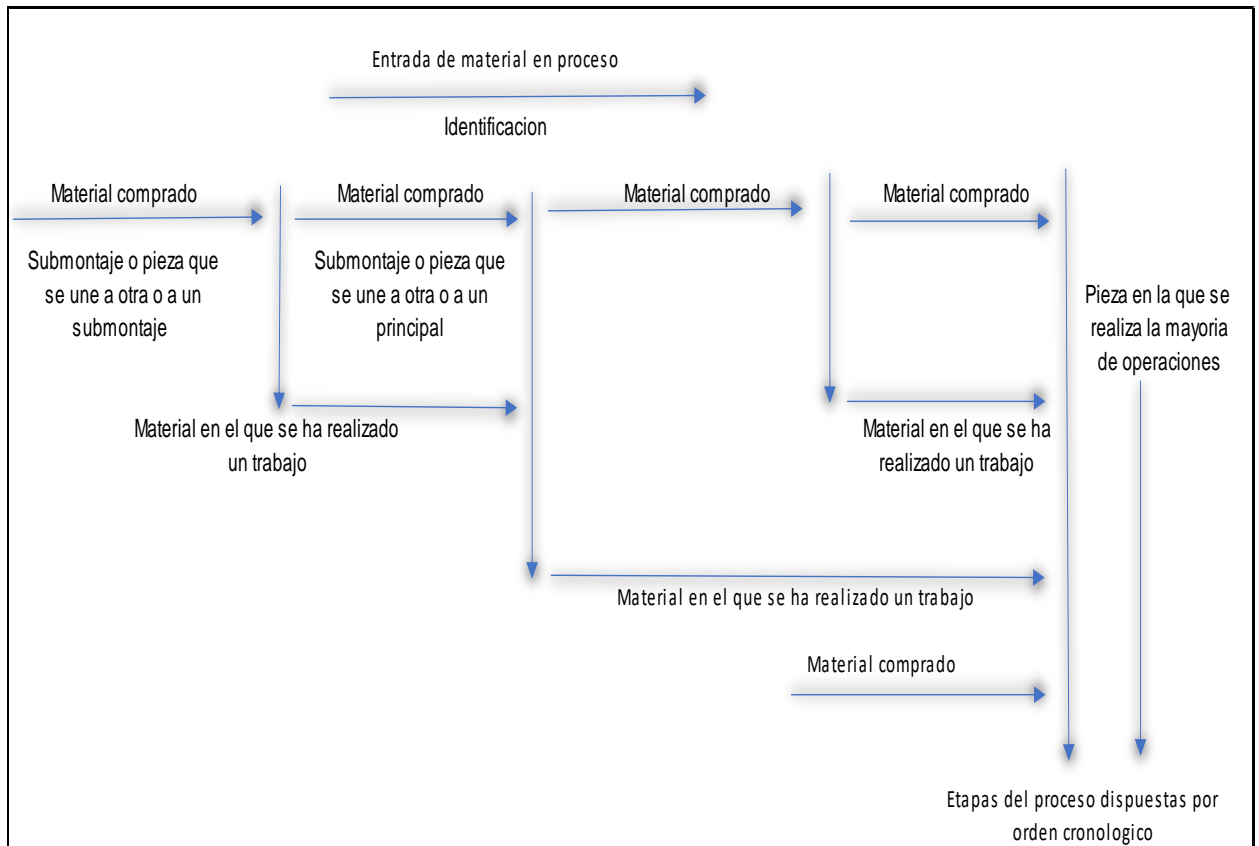 Entrada de material en proceso
Identificacion
Material comprado
Material comprado
Material comprado
Material comprado
Submontaje o pieza que
se une a otra o a un
submontaje
Submontaje o pieza que
se une a otra o a un
principal
Pieza en la que se
realiza la mayoria
de operaciones
Material en el que se ha realizado
un trabajo
Material en el que se ha
realizado un trabajo
Material en el que se ha realizado un trabajo
Material comprado
Etapas del proceso dispuestas por
orden cronologico